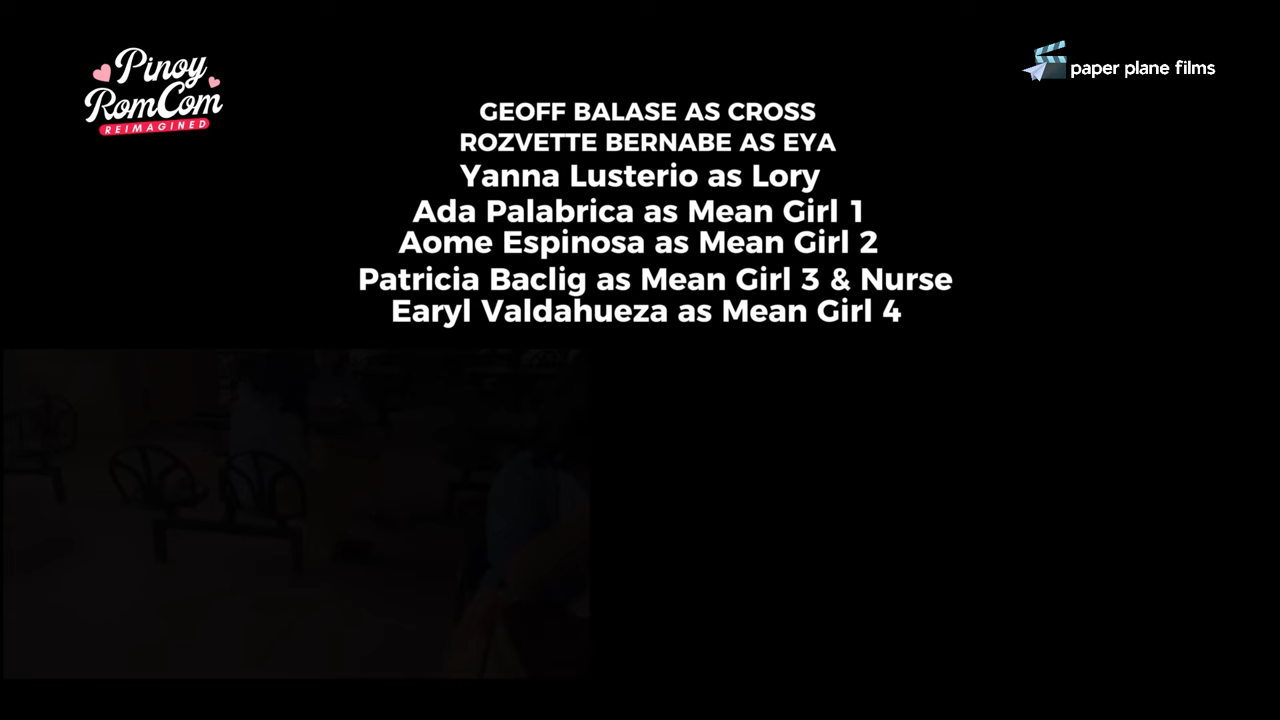 Pinoy
RomCom
REIMAGINED
paper plane films
GEOFF BALASE AS CROSS
ROZVETTE BERNABE AS EYA
Yanna Lusterio as Lory
Ada Palabrica as Mean Girl 1
Aome Espinosa as Mean Girl 2
Patricia Baclig as Mean Girl 3 & Nurse
Earyl Valdahueza as Mean Girl 4